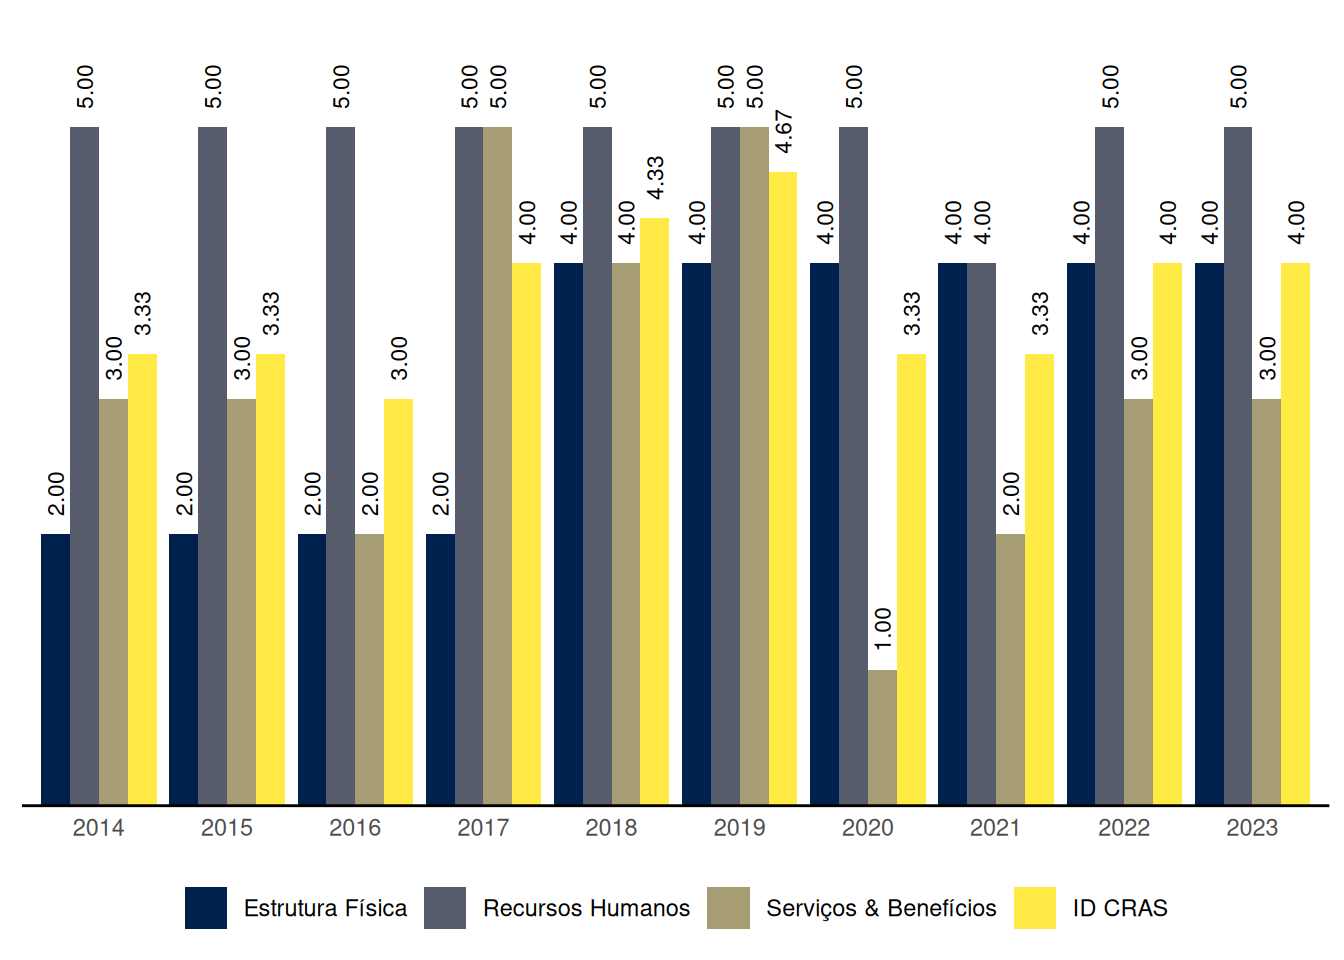 5.00 5.00 5.00 5.00 5.00 5.00 5.00 5.00 5.00 5.00 5.00
4.67
4.33
4.00 4.00 4.00 4.00 4.00 4.00 4.00 4.00 4.00 4.00 4.00
3.33 3.33 3.33 3.33
3.00 3.00 3.00 3.00 3.00
2.00 2.00 2.00 2.00 2.00 2.00
1.00
2014 2015 2016 2017 2018 2019 2020 2021 2022 2023
Estrutura Física Recursos Humanos Serviços & Benefícios ID CRAS